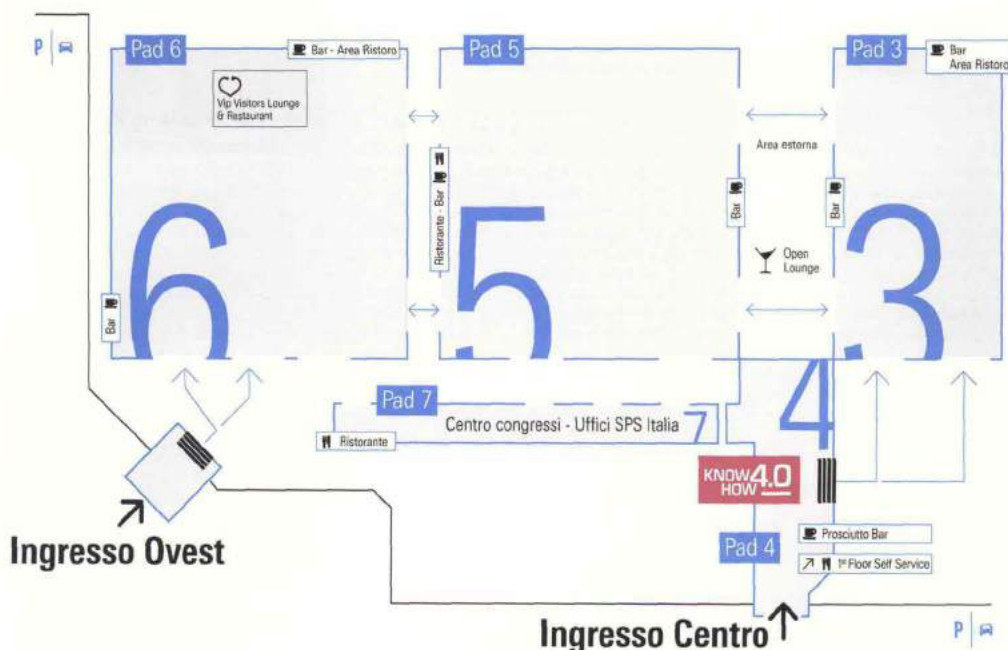 P
Pad 6
Bar - Area Ristoro
Pad 5
Pad 3
Bar
Area Ristoro
Vip Visitors Lounge
& Restaurant
Area esterna
Ristorante - Bar
Bar
Bar
Open
Lounge
Bar
6
5
3
4
Pad 7
Centro congressi - Uffici SPS Italia
7
Ristorante
KNOW
HOW
4.0
Pad 4
Prosciutto Bar
1st Floor Self Service
Ingresso Ovest
Ingresso Centro
P